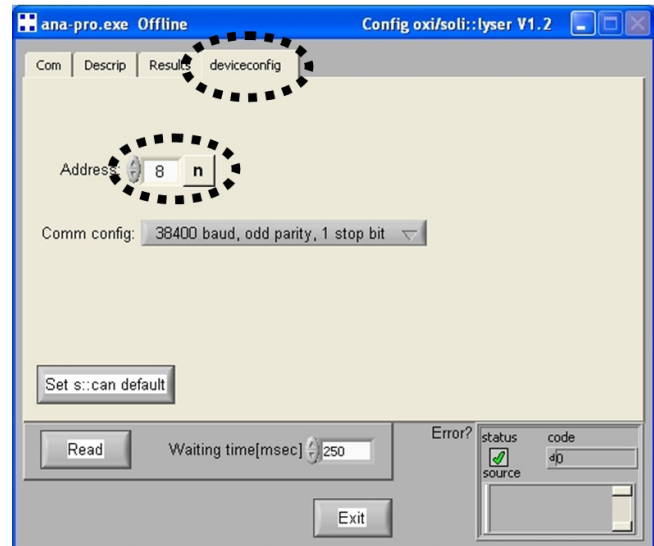 ana-pro.exe Offline Config oxi/soli::lyser V1.2
Com Descrip Results deviceconfig
Address: 8 n
Comm config: 38400 baud, odd parity, 1 stop bit
Set s::can default
Read Waiting time[msec] 250
Error? status code
d0
source
Exit